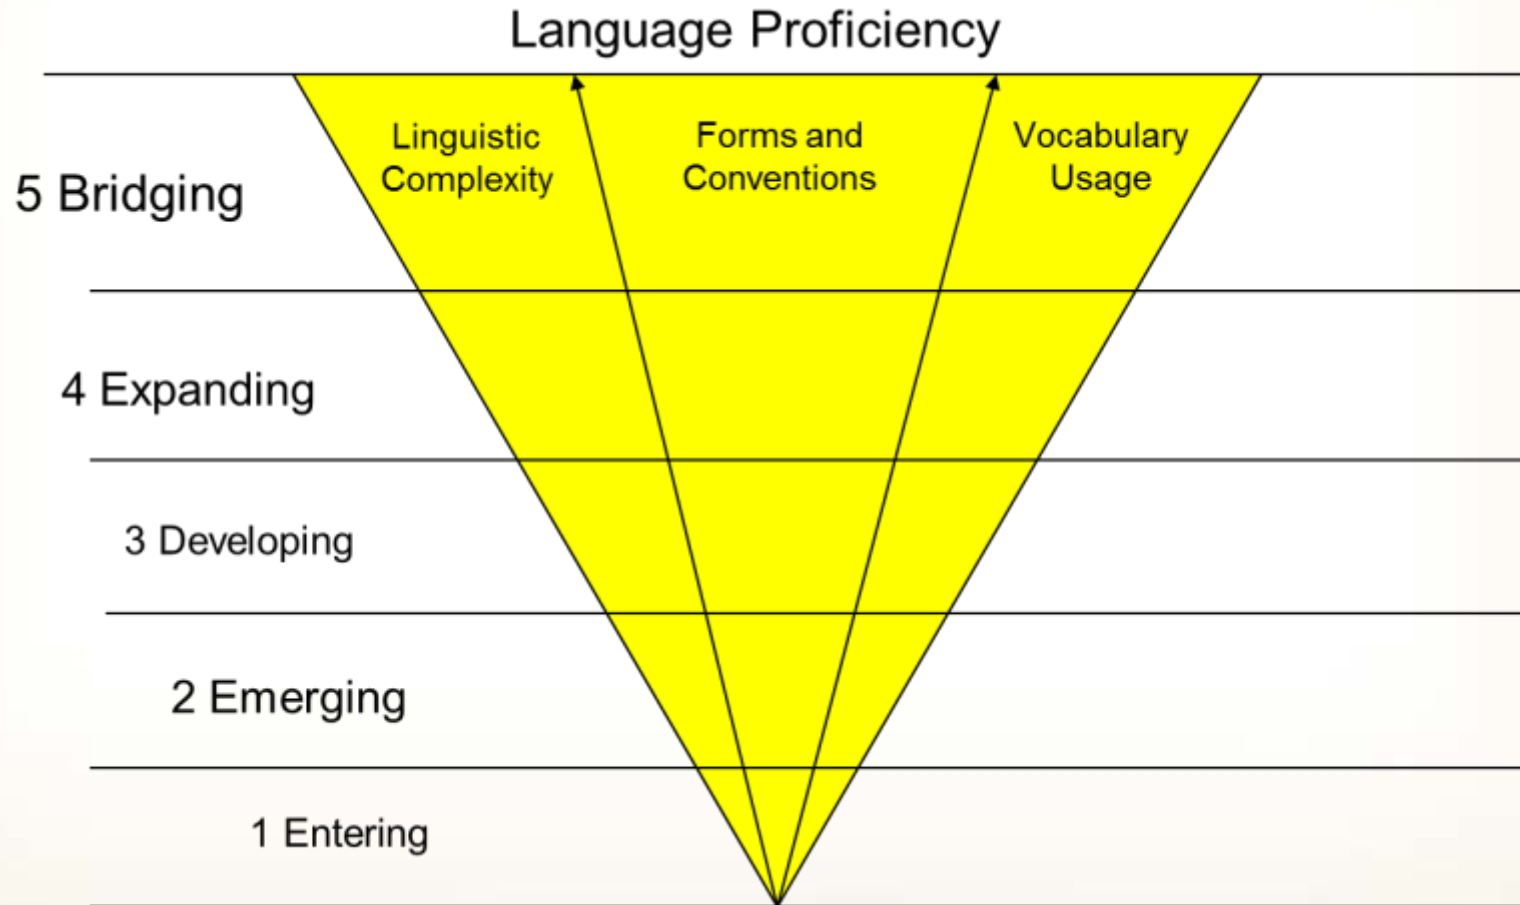 Language Proficiency
Linguistic
Complexity
Forms and
Conventions
Vocabulary
Usage
5 Bridging
4 Expanding
3 Developing
2 Emerging
1 Entering